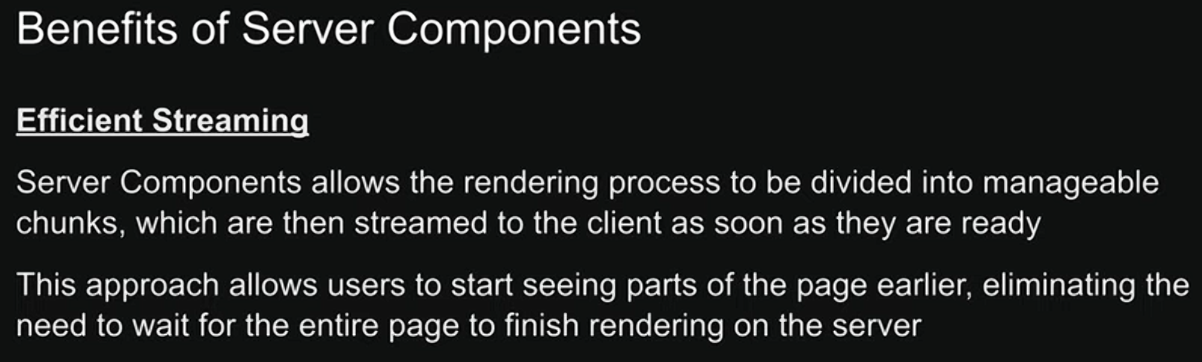 Benefits of Server Components
Efficient Streaming
Server Components allows the rendering process to be divided into manageable
chunks, which are then streamed to the client as soon as they are ready
This approach allows users to start seeing parts of the page earlier, eliminating the
need to wait for the entire page to finish rendering on the server